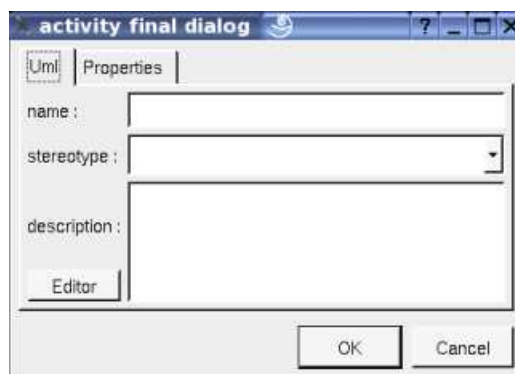 activity final dialog ? _
Uml Properties
name :
stereotype :
description :
Editor
OK Cancel